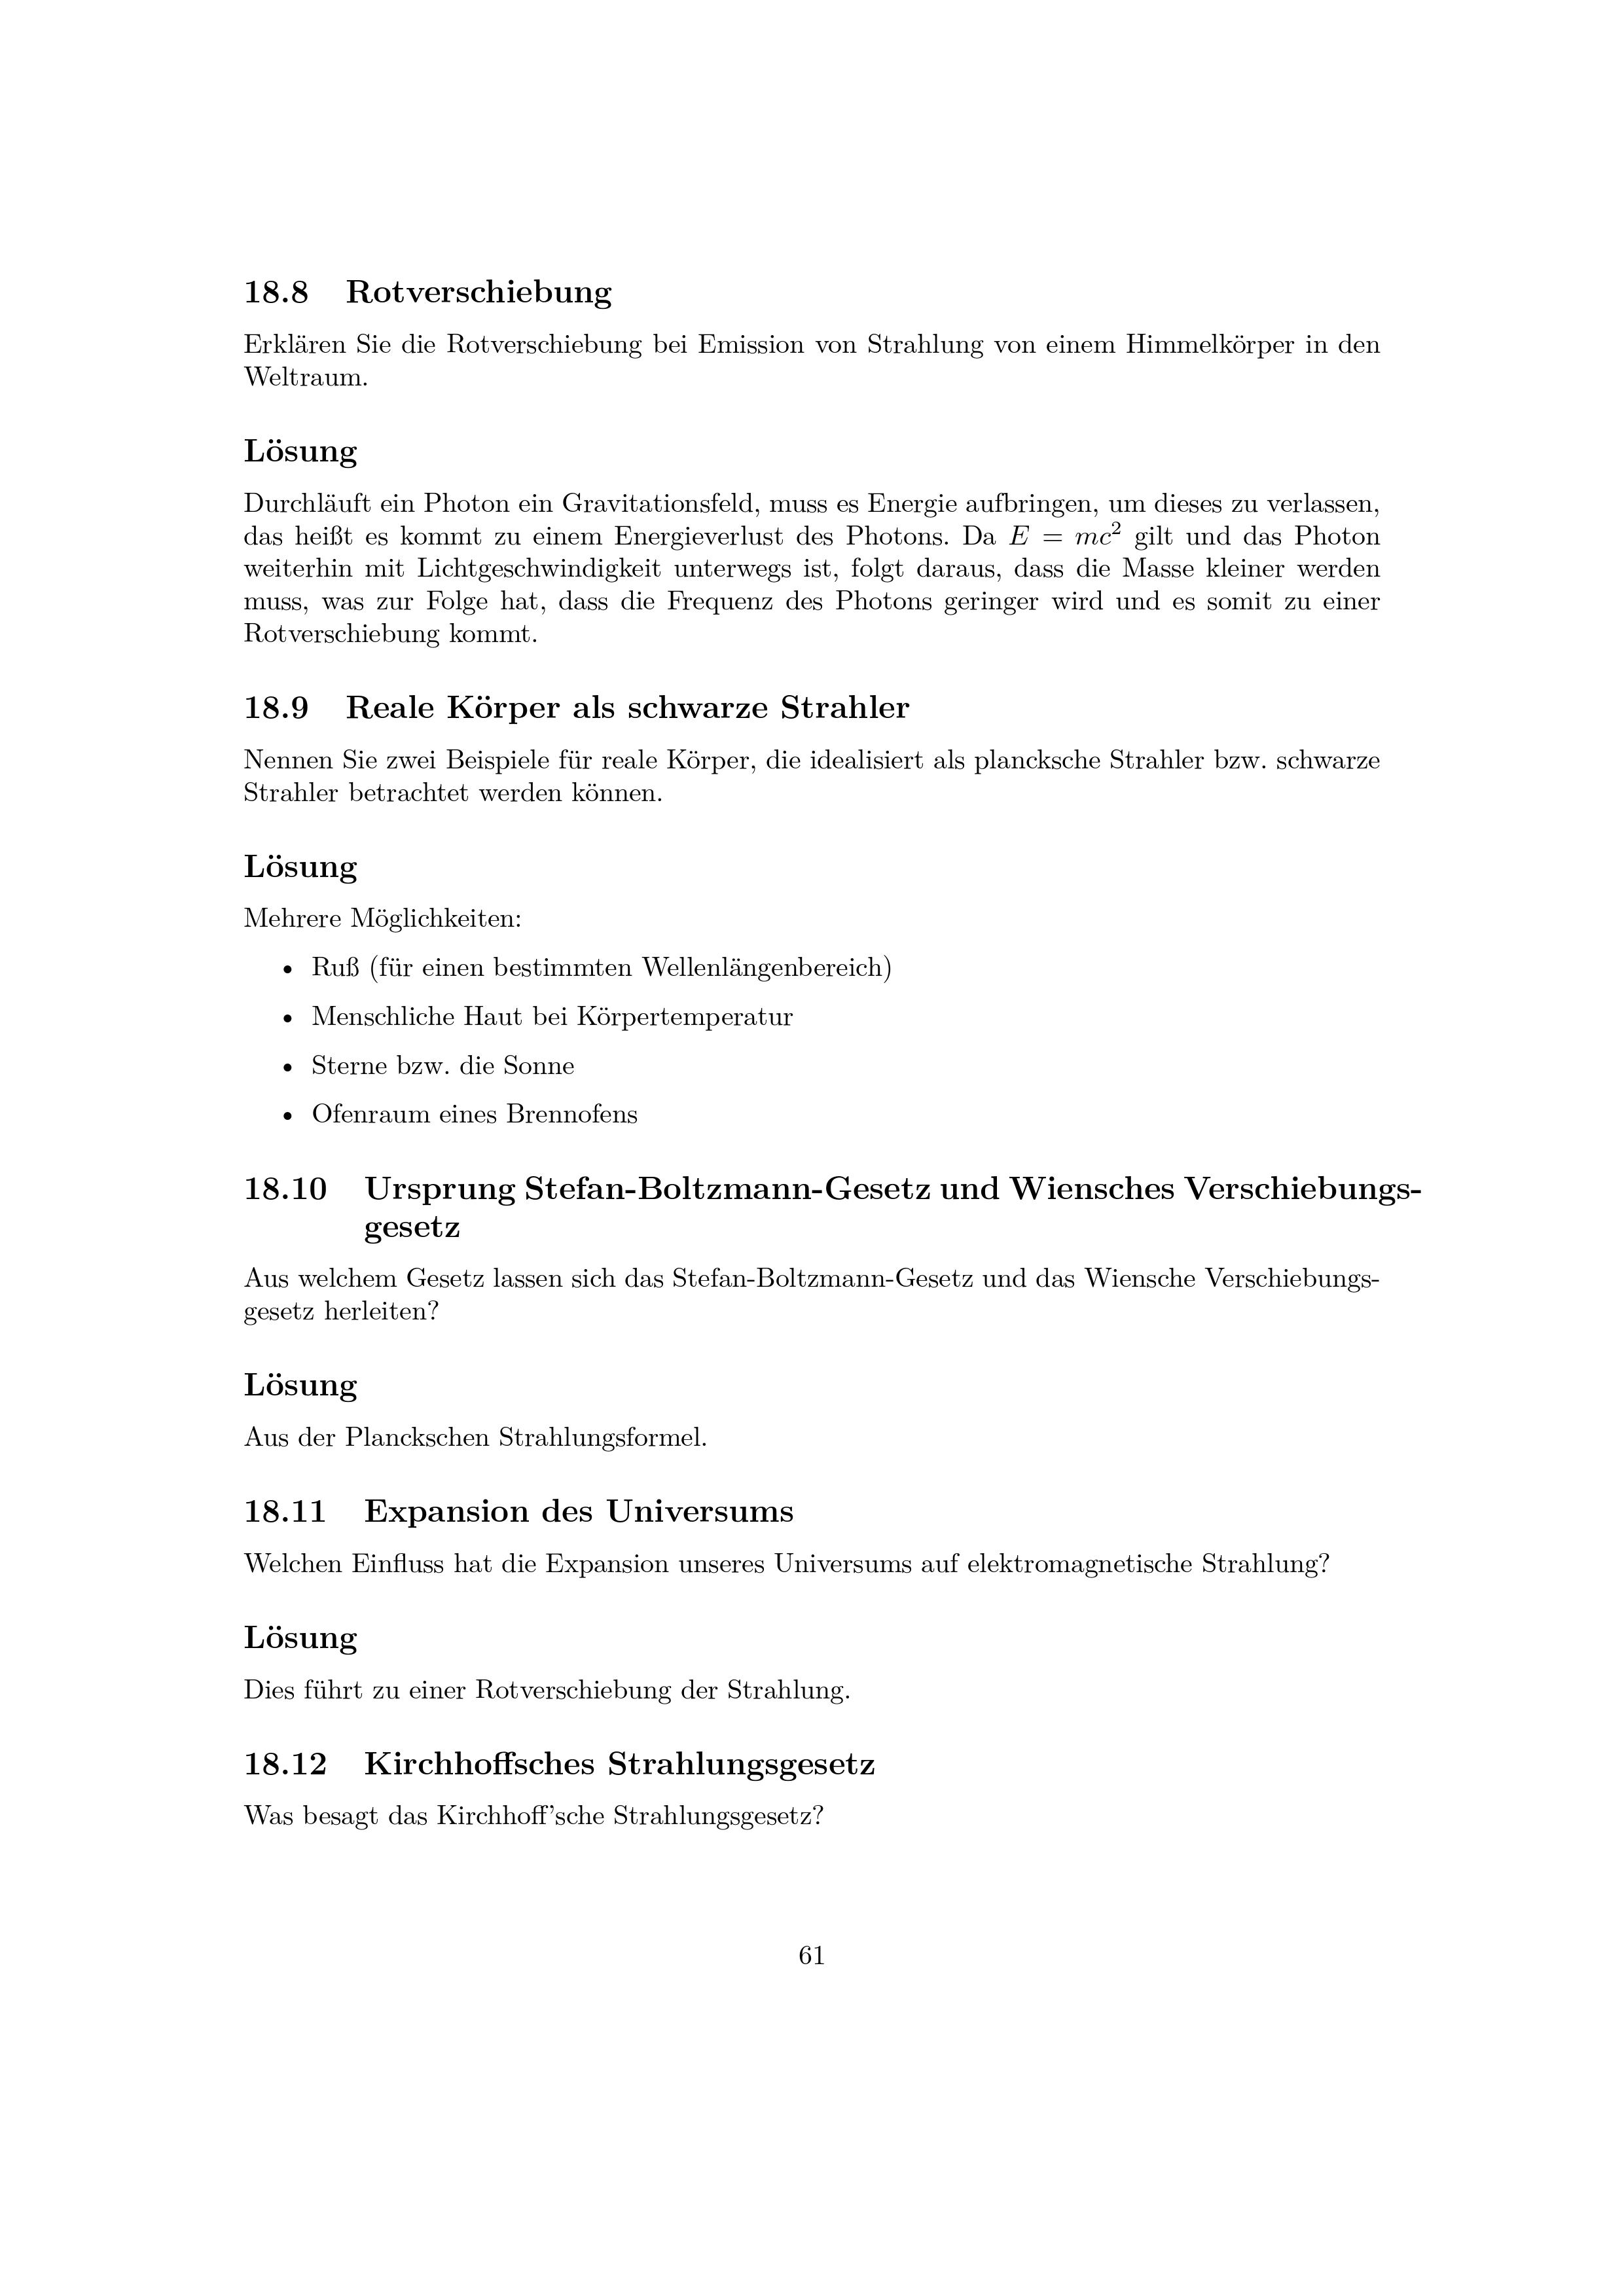 18.8 Rotverschiebung
Erklären Sie die Rotverschiebung bei Emission von Strahlung von einem Himmelkörper in den
Weltraum.
Lösung
Durchläuft ein Photon ein Gravitationsfeld, muss es Energie aufbringen, um dieses zu verlassen,
das heißt es kommt zu einem Energieverlust des Photons. Da E = mc² gilt und das Photon
weiterhin mit Lichtgeschwindigkeit unterwegs ist, folgt daraus, dass die Masse kleiner werden
muss, was zur Folge hat, dass die Frequenz des Photons geringer wird und es somit zu einer
Rotverschiebung kommt.
18.9 Reale Körper als schwarze Strahler
Nennen Sie zwei Beispiele für reale Körper, die idealisiert als plancksche Strahler bzw. schwarze
Strahler betrachtet werden können.
Lösung
Mehrere Möglichkeiten:
• Ruß (für einen bestimmten Wellenlängenbereich)
• Menschliche Haut bei Körpertemperatur
• Sterne bzw. die Sonne
• Ofenraum eines Brennofens
18.10 Ursprung Stefan-Boltzmann-Gesetz und Wiensches Verschiebungs-
gesetz
Aus welchem Gesetz lassen sich das Stefan-Boltzmann-Gesetz und das Wiensche Verschiebungs-
gesetz herleiten?
Lösung
Aus der Planckschen Strahlungsformel.
18.11 Expansion des Universums
Welchen Einfluss hat die Expansion unseres Universums auf elektromagnetische Strahlung?
Lösung
Dies führt zu einer Rotverschiebung der Strahlung.
18.12 Kirchhoffsches Strahlungsgesetz
Was besagt das Kirchhoff'sche Strahlungsgesetz?
61